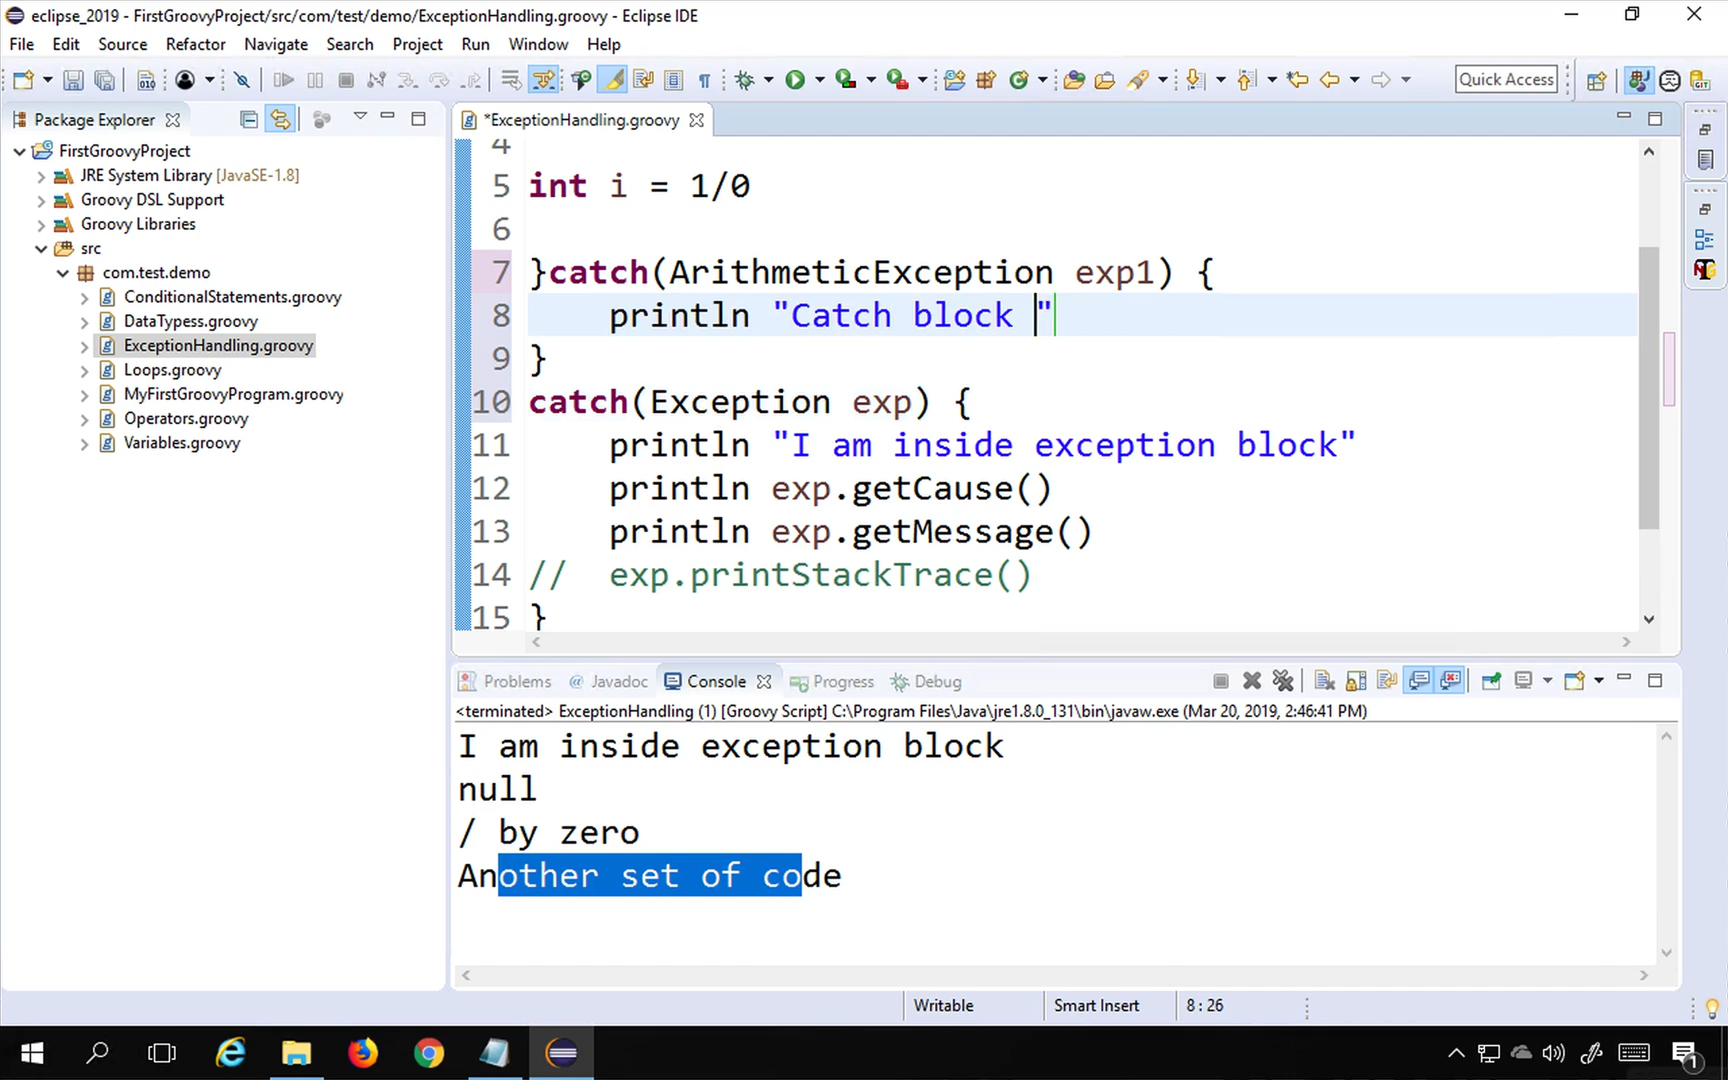 eclipse_2019 - FirstGroovyProject/src/com/test/demo/ExceptionHandling.groovy - Eclipse IDE
File Edit Source Refactor Navigate Search Project Run Window Help
Quick Access
Package Explorer
FirstGroovyProject
JRE System Library [JavaSE-1.8]
Groovy DSL Support
Groovy Libraries
src
com.test.demo
ConditionalStatements.groovy
DataTypess.groovy
ExceptionHandling.groovy
Loops.groovy
MyFirstGroovyProgram.groovy
Operators.groovy
Variables.groovy
*ExceptionHandling.groovy
4
5 int i = 1/0
6
7 }catch(ArithmeticException exp1) {
8 println "Catch block "
9 }
10 catch(Exception exp) {
11 println "I am inside exception block"
12 println exp.getCause()
13 println exp.getMessage()
14 // exp.printStackTrace()
15 }
Problems @ Javadoc Console Progress Debug
<terminated> ExceptionHandling (1) [Groovy Script] C:\Program Files\Java\jre1.8.0_131\bin\javaw.exe (Mar 20, 2019, 2:46:41 PM)
I am inside exception block
null
/ by zero
Another set of code
Writable Smart Insert 8 : 26
1